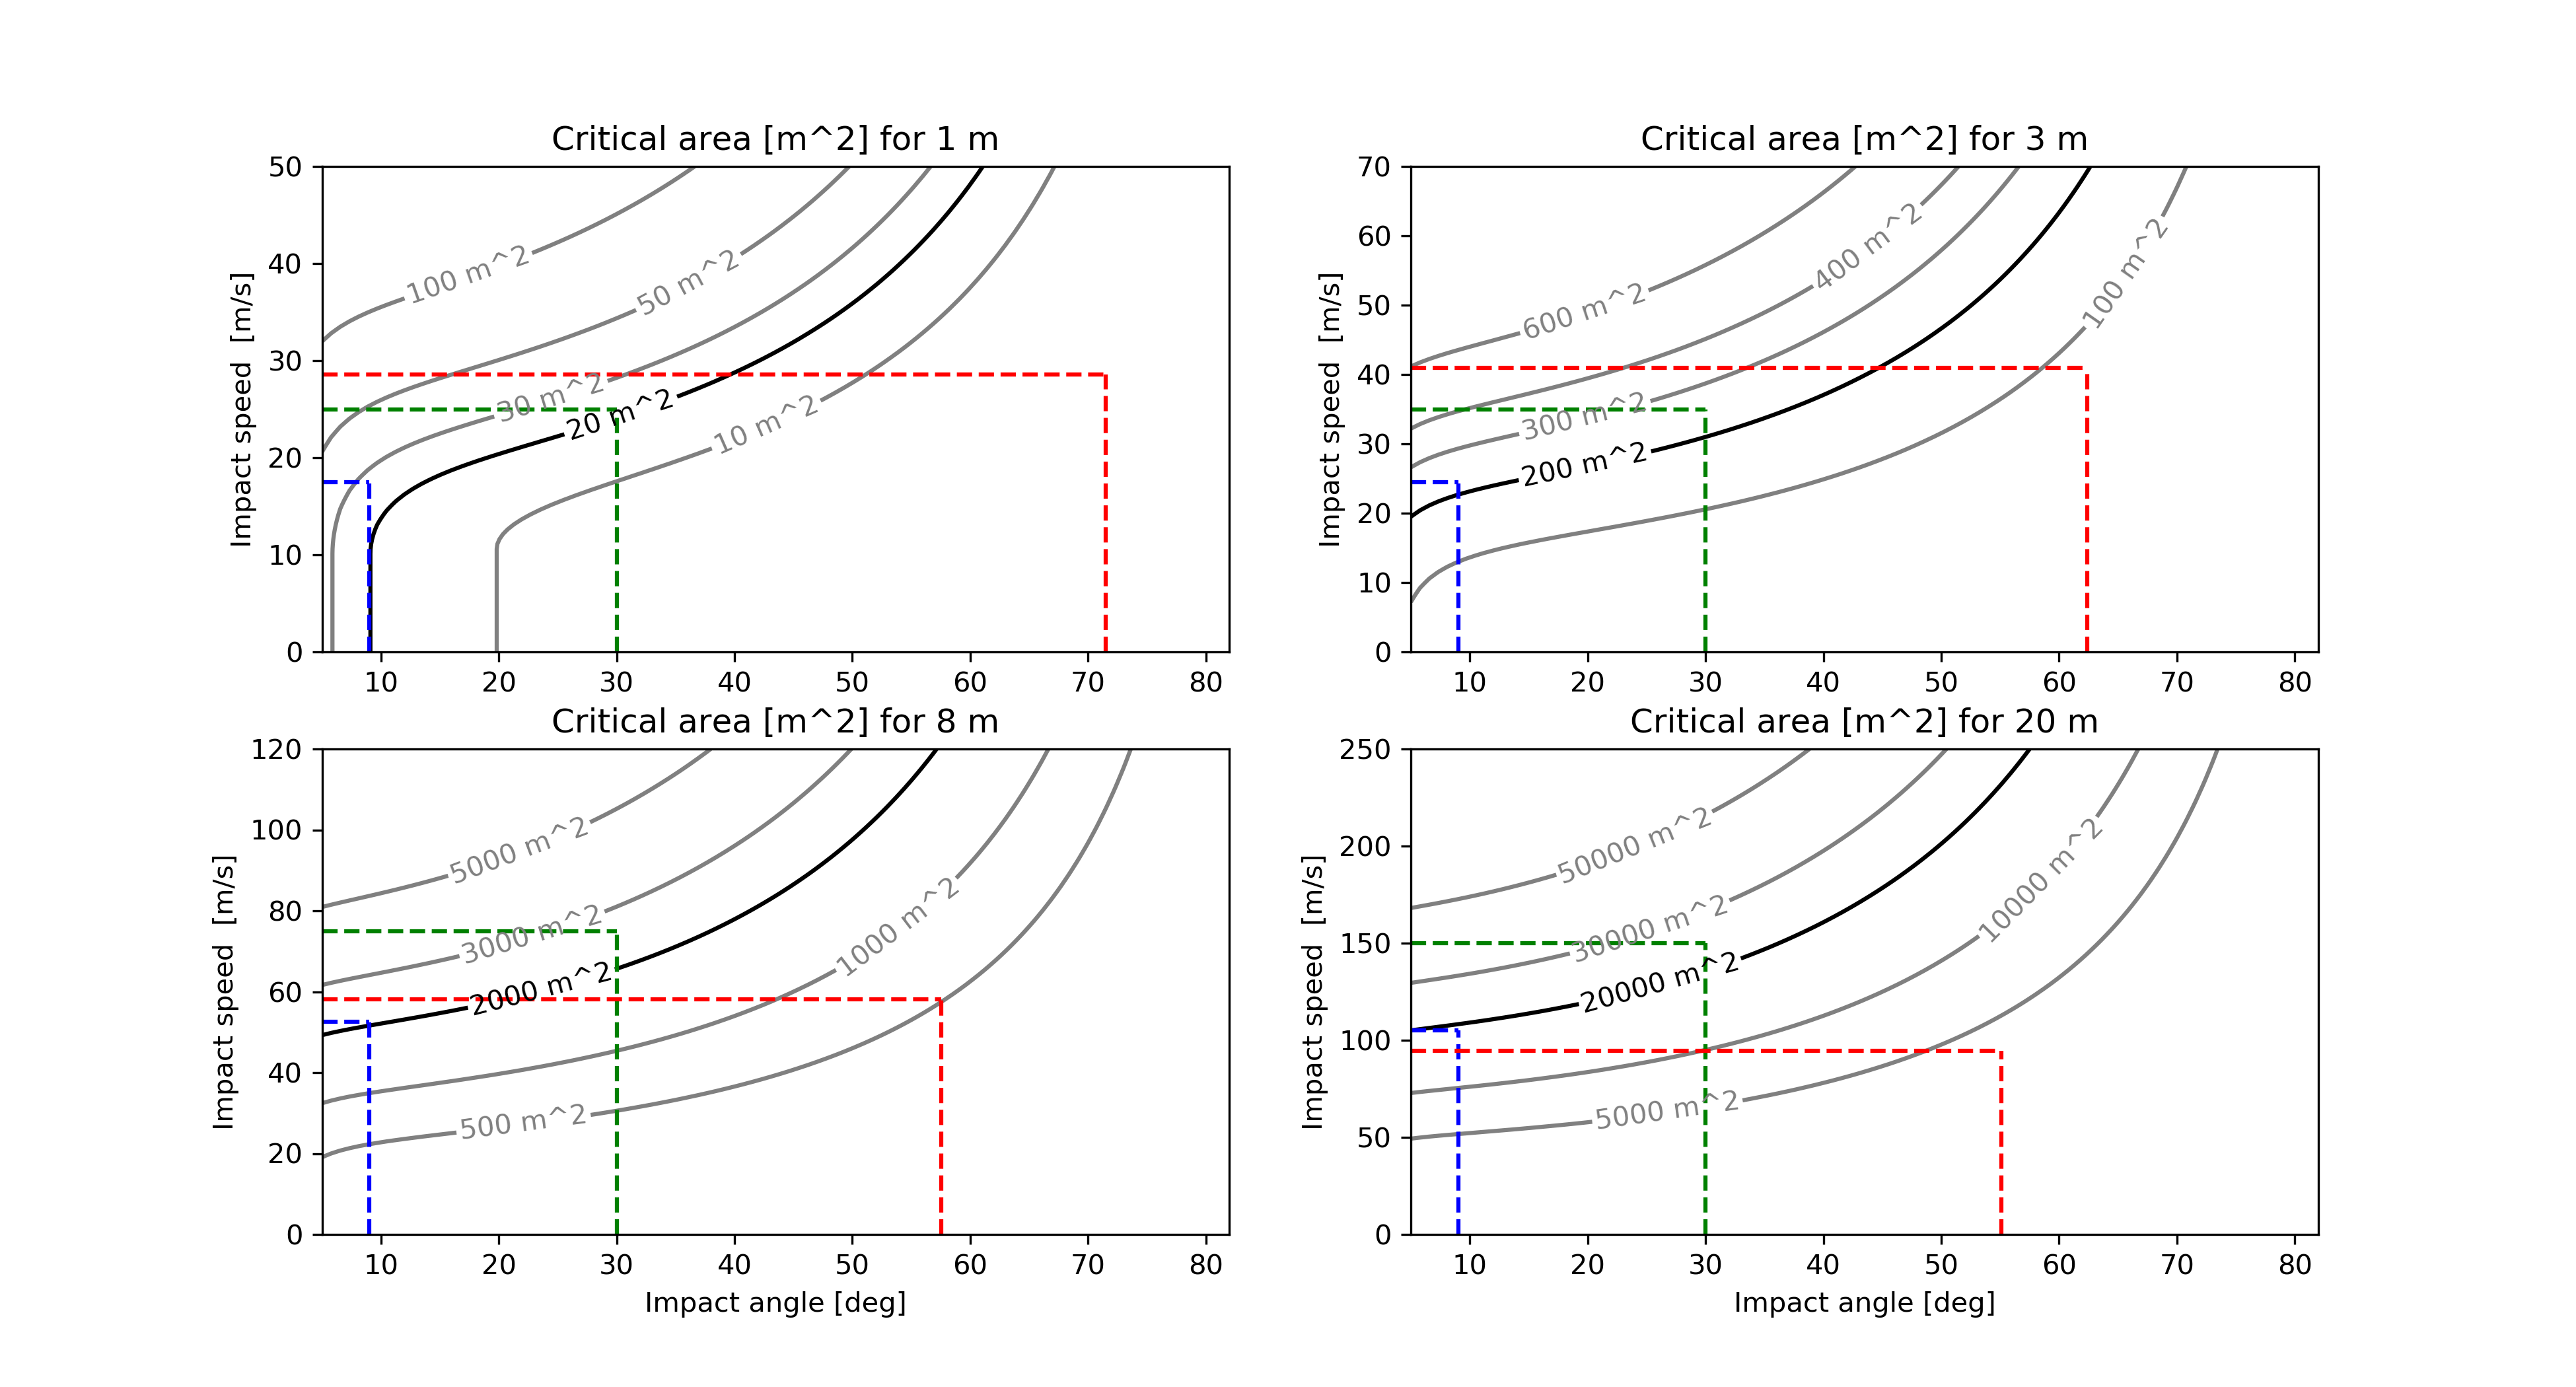 Critical area [m^2] for 1 m
50
40
30
20
10
0
Impact speed [m/s]
100 m^2
50 m^2
30 m^2
20 m^2
10 m^2
10 20 30 40 50 60 70 80
Critical area [m^2] for 3 m
70
60
50
40
30
20
10
0
Impact speed [m/s]
600 m^2
400 m^2
300 m^2
200 m^2
100 m^2
10 20 30 40 50 60 70 80
Critical area [m^2] for 8 m
120
100
80
60
40
20
0
Impact speed [m/s]
5000 m^2
3000 m^2
2000 m^2
1000 m^2
500 m^2
10 20 30 40 50 60 70 80
Impact angle [deg]
Critical area [m^2] for 20 m
250
200
150
100
50
0
Impact speed [m/s]
50000 m^2
30000 m^2
20000 m^2
10000 m^2
5000 m^2
10 20 30 40 50 60 70 80
Impact angle [deg]